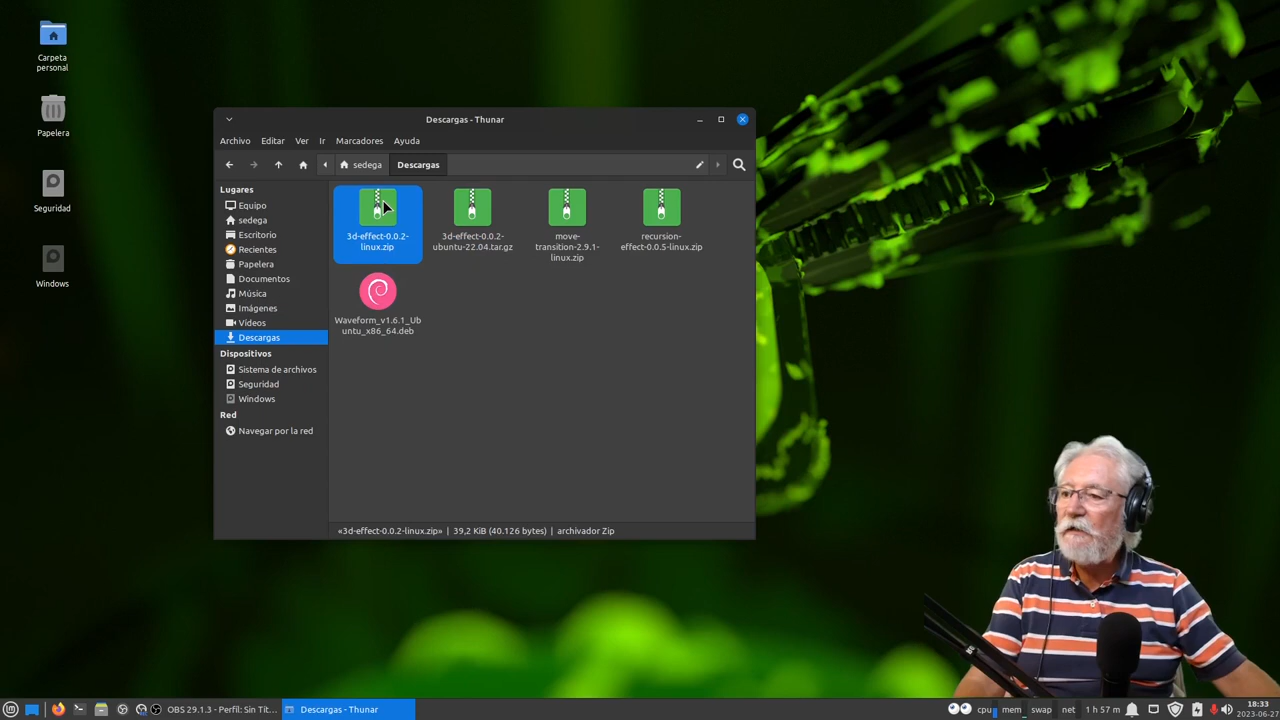 Carpeta
personal
Papelera
Seguridad
Windows
Descargas - Thunar
Archivo Editar Ver Ir Marcadores Ayuda
sedega Descargas
Lugares
Equipo
sedega
Escritorio
Recientes
Papelera
Documentos
Música
Imágenes
Vídeos
Descargas
Dispositivos
Sistema de archivos
Seguridad
Windows
Red
Navegar por la red
3d-effect-0.0.2-
linux.zip
3d-effect-0.0.2-
ubuntu-22.04.tar.gz
move-
transition-2.9.1-
linux.zip
recursion-
effect-0.0.5-linux.zip
Waveform_v1.6.1_Ub
untu_x86_64.deb
«3d-effect-0.0.2-linux.zip» | 39,2 KiB (40.126 bytes) | archivador Zip
OBS 29.1.3 - Perfil: Sin Tít...
Descargas - Thunar
cpu mem swap net 1 h 57 m
18:33
2023-06-27